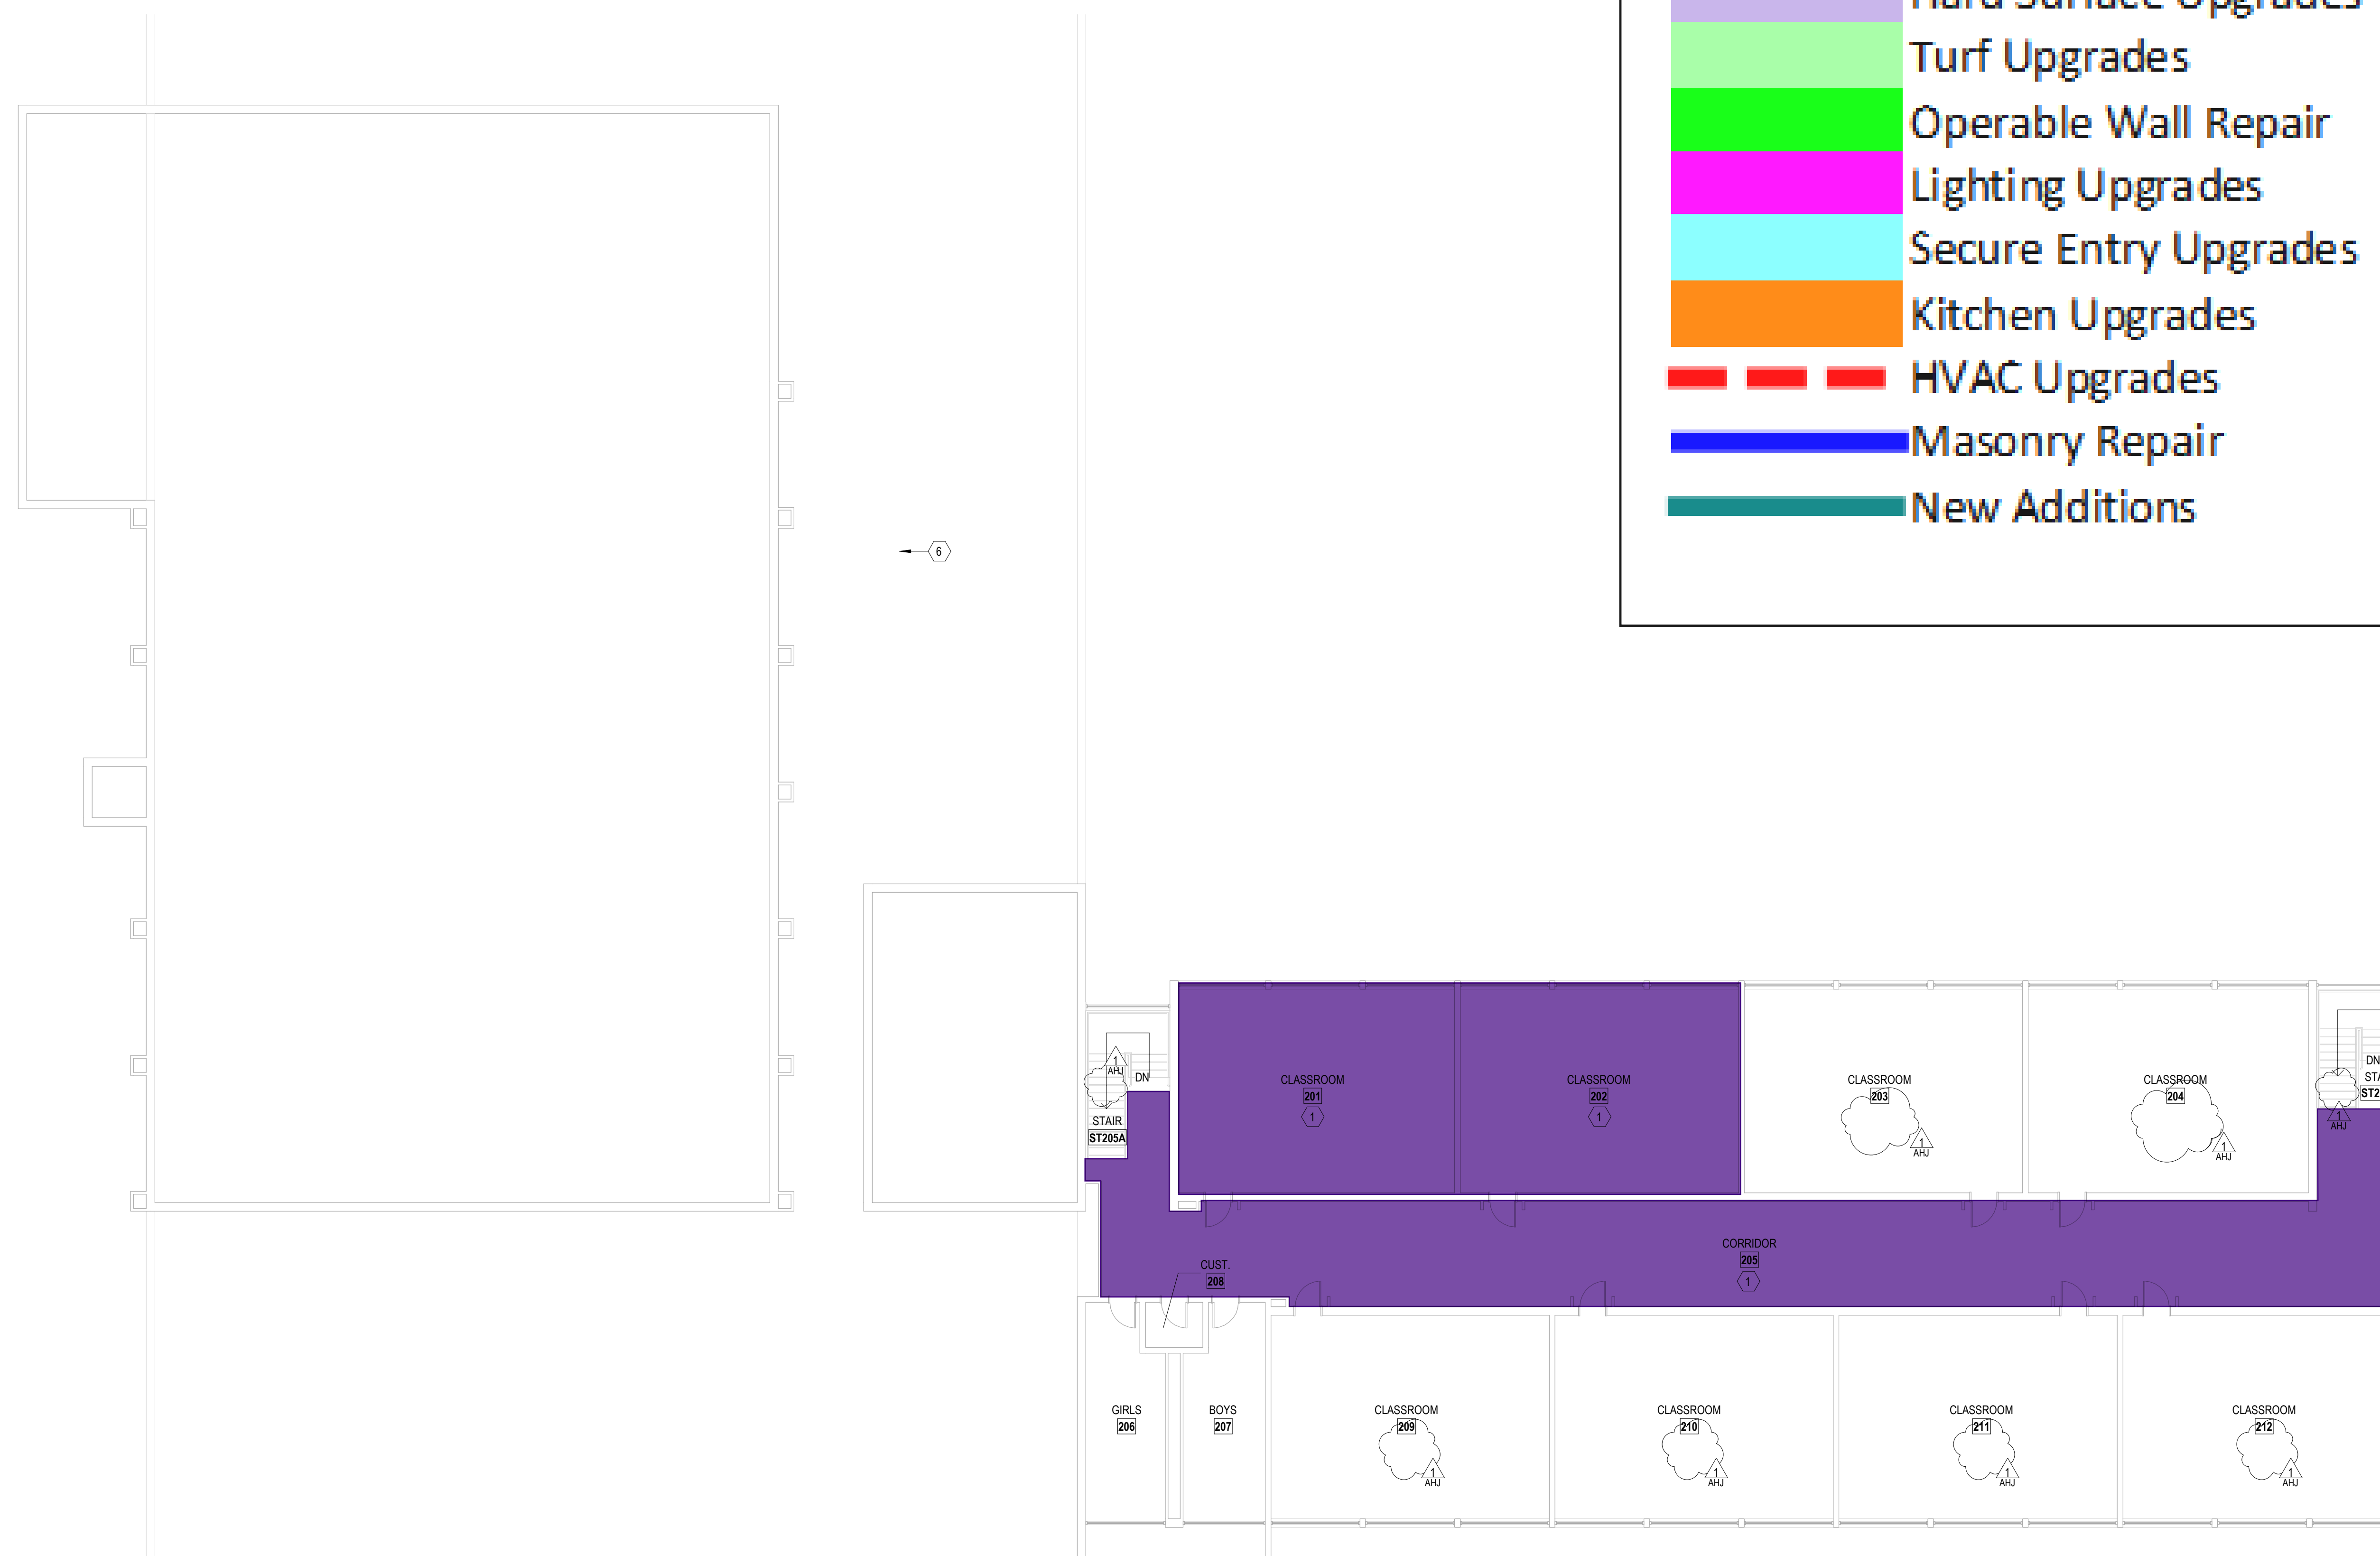 Hard Surface Upgrades
Turf Upgrades
Operable Wall Repair
Lighting Upgrades
Secure Entry Upgrades
Kitchen Upgrades
HVAC Upgrades
Masonry Repair
New Additions
6
1
AHJ
DN
STAIR
ST205A
CLASSROOM
201
1
CLASSROOM
202
1
CLASSROOM
203
1
AHJ
CLASSROOM
204
1
AHJ
DN
1
AHJ
CORRIDOR
205
1
CUST.
208
GIRLS
206
BOYS
207
CLASSROOM
209
1
AHJ
CLASSROOM
210
1
AHJ
CLASSROOM
211
1
AHJ
CLASSROOM
212
1
AHJ